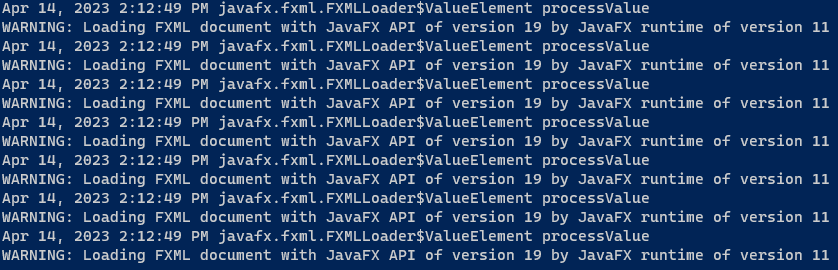 Apr 14, 2023 2:12:49 PM javafx.fxml.FXMLLoader$ValueElement processValue
WARNING: Loading FXML document with JavaFX API of version 19 by JavaFX runtime of version 11
Apr 14, 2023 2:12:49 PM javafx.fxml.FXMLLoader$ValueElement processValue
WARNING: Loading FXML document with JavaFX API of version 19 by JavaFX runtime of version 11
Apr 14, 2023 2:12:49 PM javafx.fxml.FXMLLoader$ValueElement processValue
WARNING: Loading FXML document with JavaFX API of version 19 by JavaFX runtime of version 11
Apr 14, 2023 2:12:49 PM javafx.fxml.FXMLLoader$ValueElement processValue
WARNING: Loading FXML document with JavaFX API of version 19 by JavaFX runtime of version 11
Apr 14, 2023 2:12:49 PM javafx.fxml.FXMLLoader$ValueElement processValue
WARNING: Loading FXML document with JavaFX API of version 19 by JavaFX runtime of version 11
Apr 14, 2023 2:12:49 PM javafx.fxml.FXMLLoader$ValueElement processValue
WARNING: Loading FXML document with JavaFX API of version 19 by JavaFX runtime of version 11
Apr 14, 2023 2:12:49 PM javafx.fxml.FXMLLoader$ValueElement processValue
WARNING: Loading FXML document with JavaFX API of version 19 by JavaFX runtime of version 11